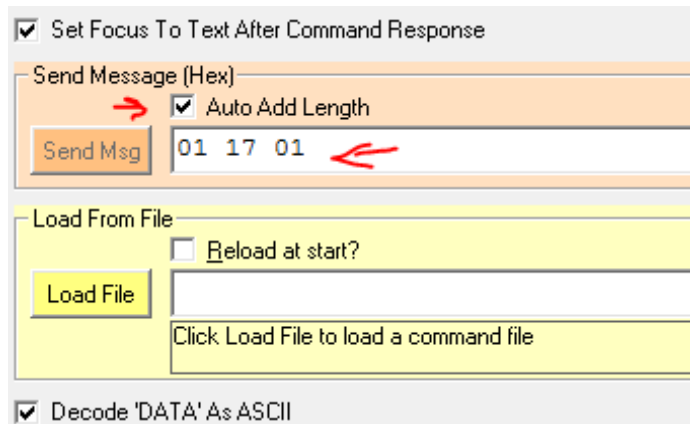 Set Focus To Text After Command Response
Send Message (Hex)
Auto Add Length
Send Msg
01 17 01
Load From File
Reload at start?
Load File
Click Load File to load a command file
Decode 'DATA' As ASCII